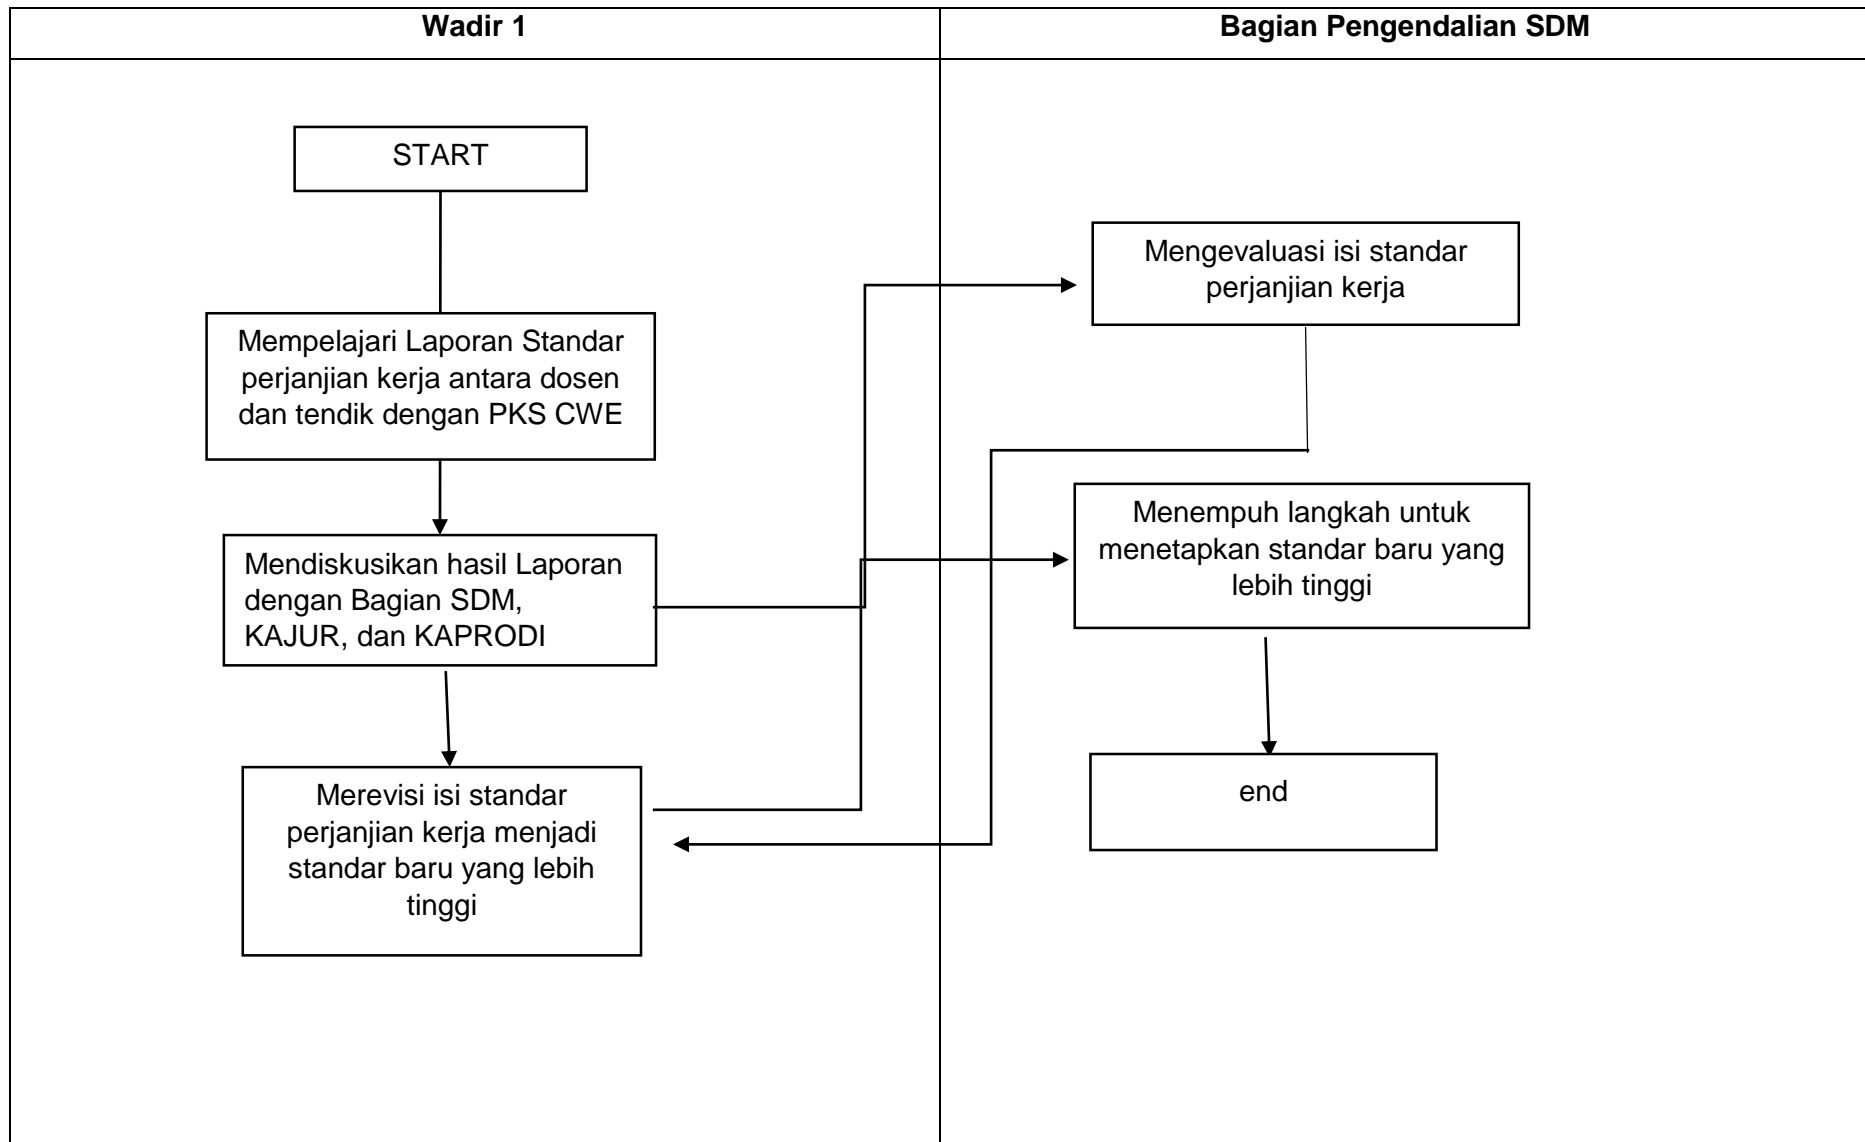 Wadir 1
Bagian Pengendalian SDM
START
Mempelajari Laporan Standar
perjanjian kerja antara dosen
dan tendik dengan PKS CWE
Mendiskusikan hasil Laporan
dengan Bagian SDM,
KAJUR, dan KAPRODI
Merevisi isi standar
perjanjian kerja menjadi
standar baru yang lebih
tinggi
Mengevaluasi isi standar
perjanjian kerja
Menempuh langkah untuk
menetapkan standar baru yang
lebih tinggi
end